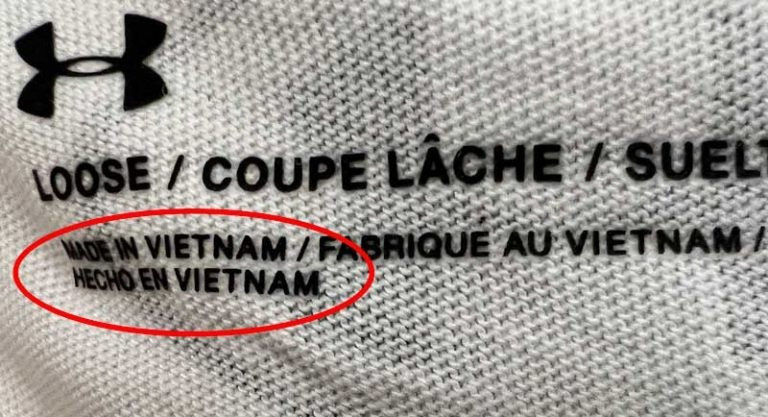 LOOSE / COUPE LÂCHE / SUELT
MADE IN VIETNAM / FABRIQUÉ AU VIETNAM /
HECHO EN VIETNAM